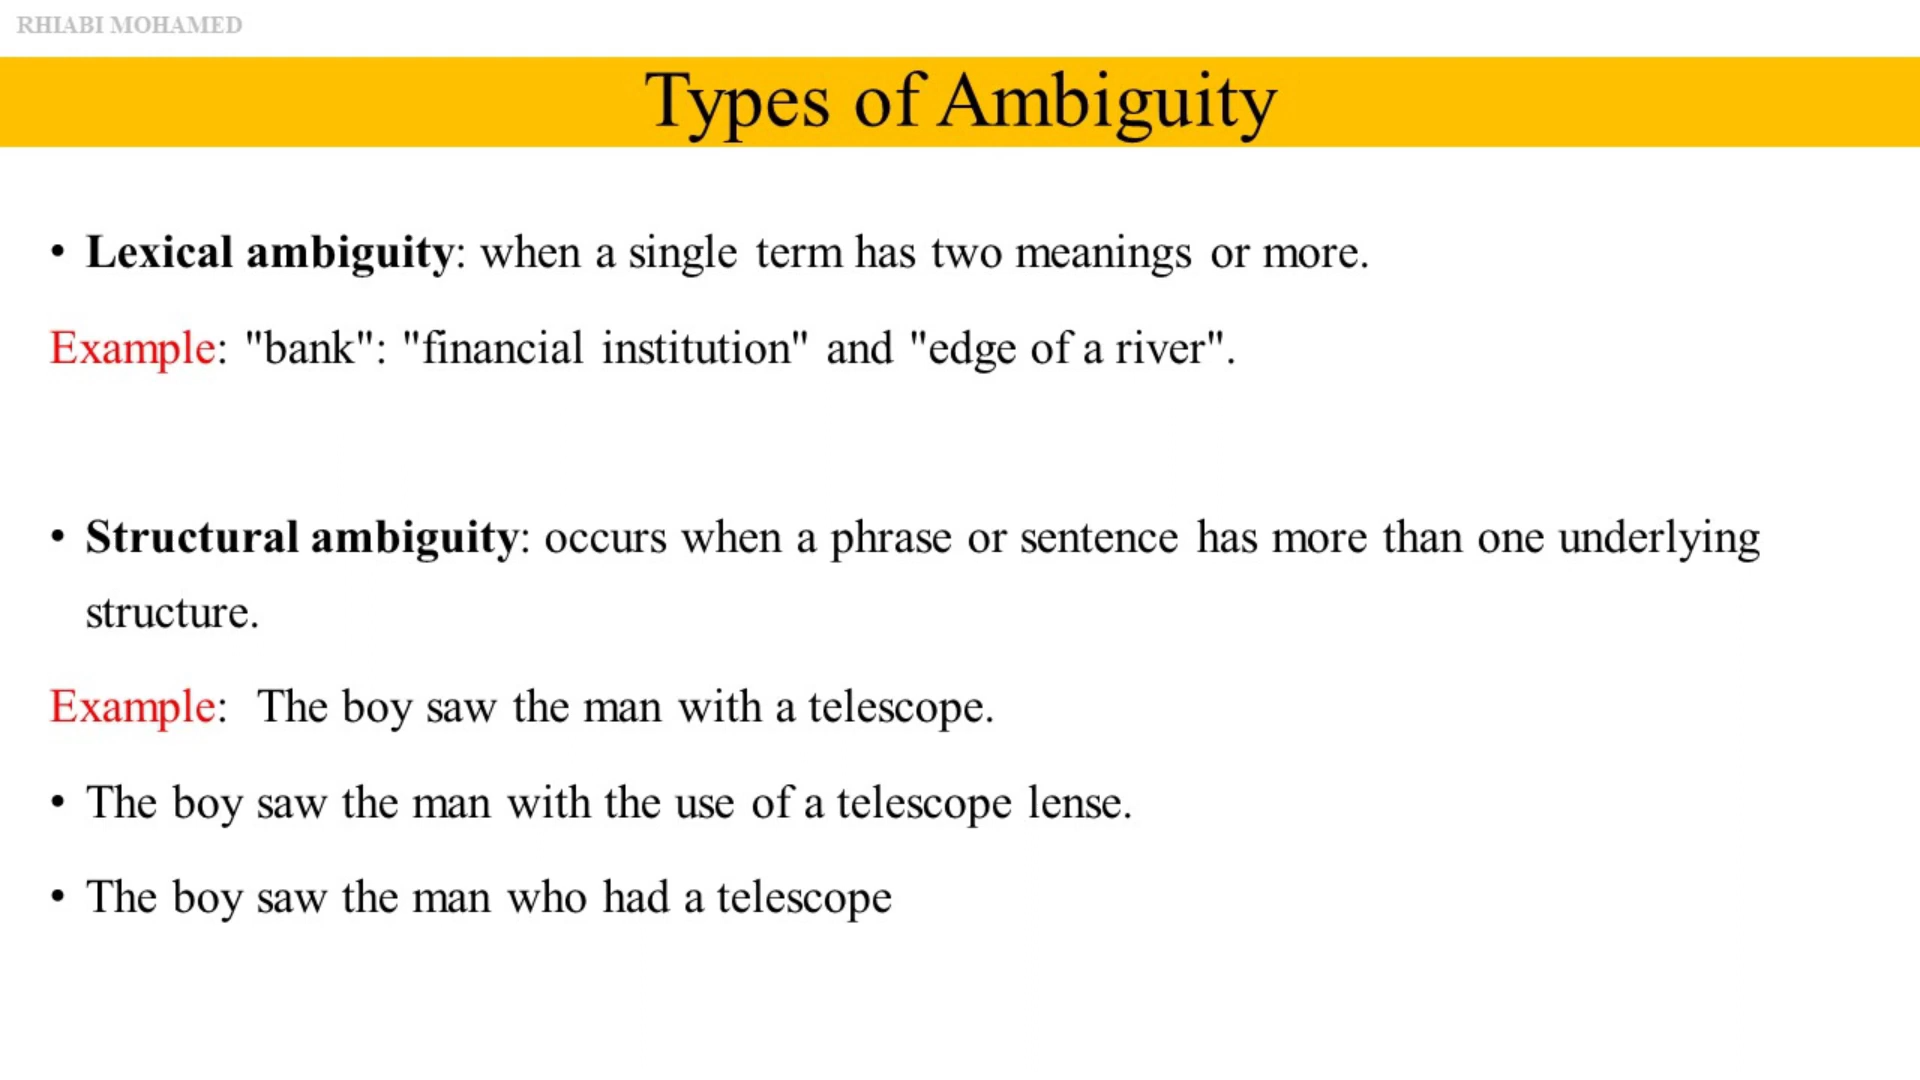 RHIABI MOHAMED
Types of Ambiguity
• Lexical ambiguity: when a single term has two meanings or more.
Example: "bank": "financial institution" and "edge of a river".
• Structural ambiguity: occurs when a phrase or sentence has more than one underlying
structure.
Example: The boy saw the man with a telescope.
• The boy saw the man with the use of a telescope lense.
• The boy saw the man who had a telescope